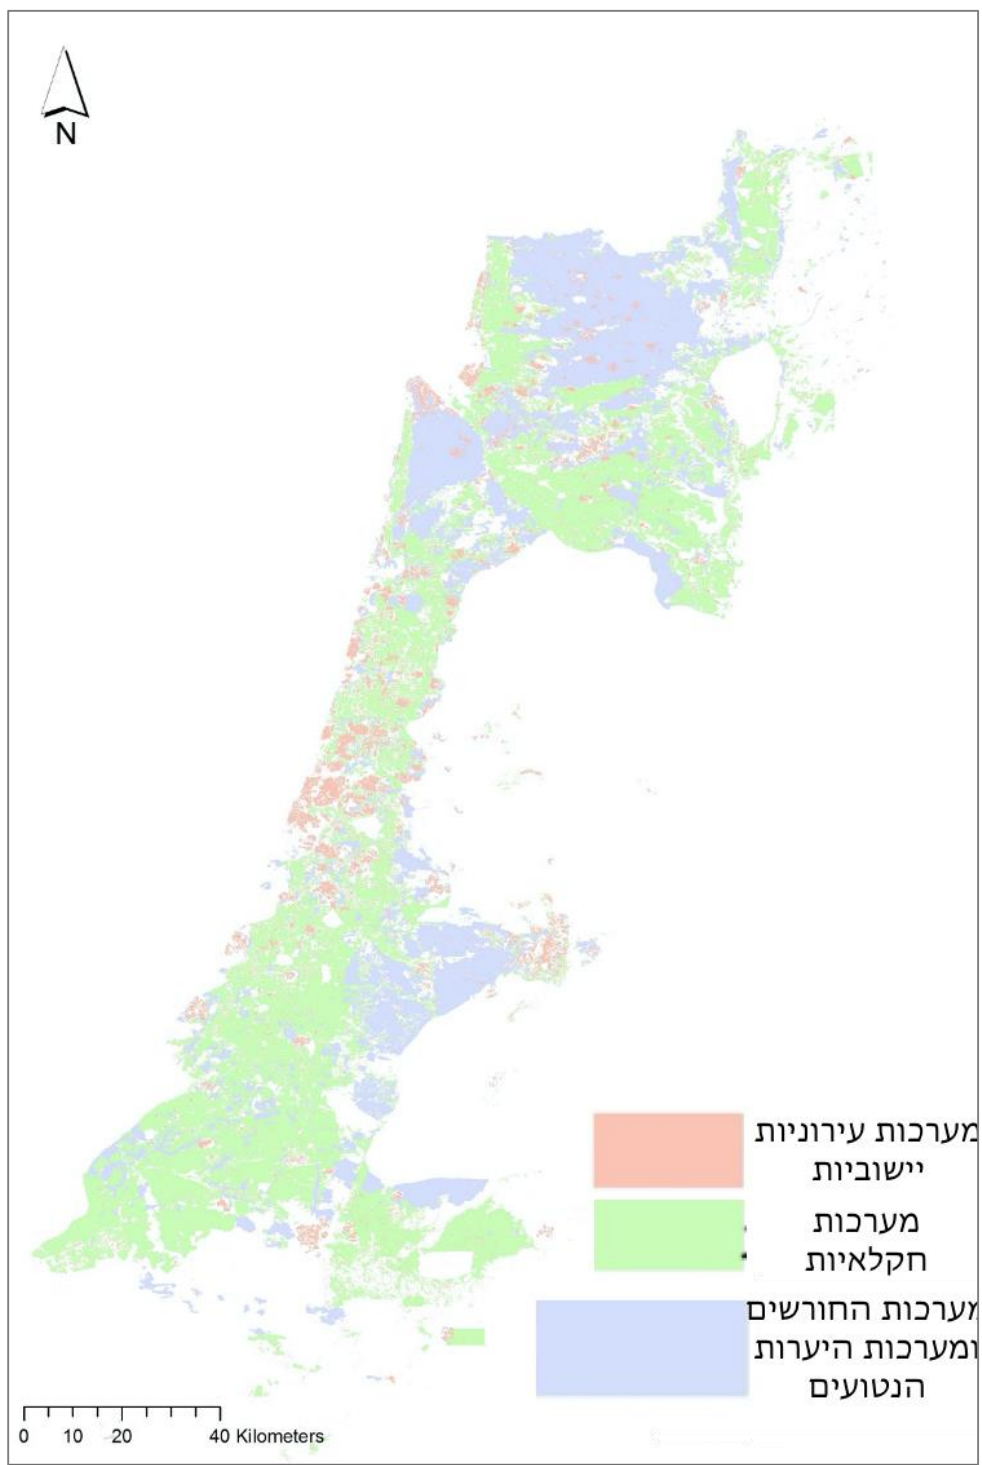 N
מערכות עירוניות
יישוביות
מערכות
חקלאיות
מערכות החורשים
ומערכות היערות
הנטועים
0 10 20 40 Kilometers